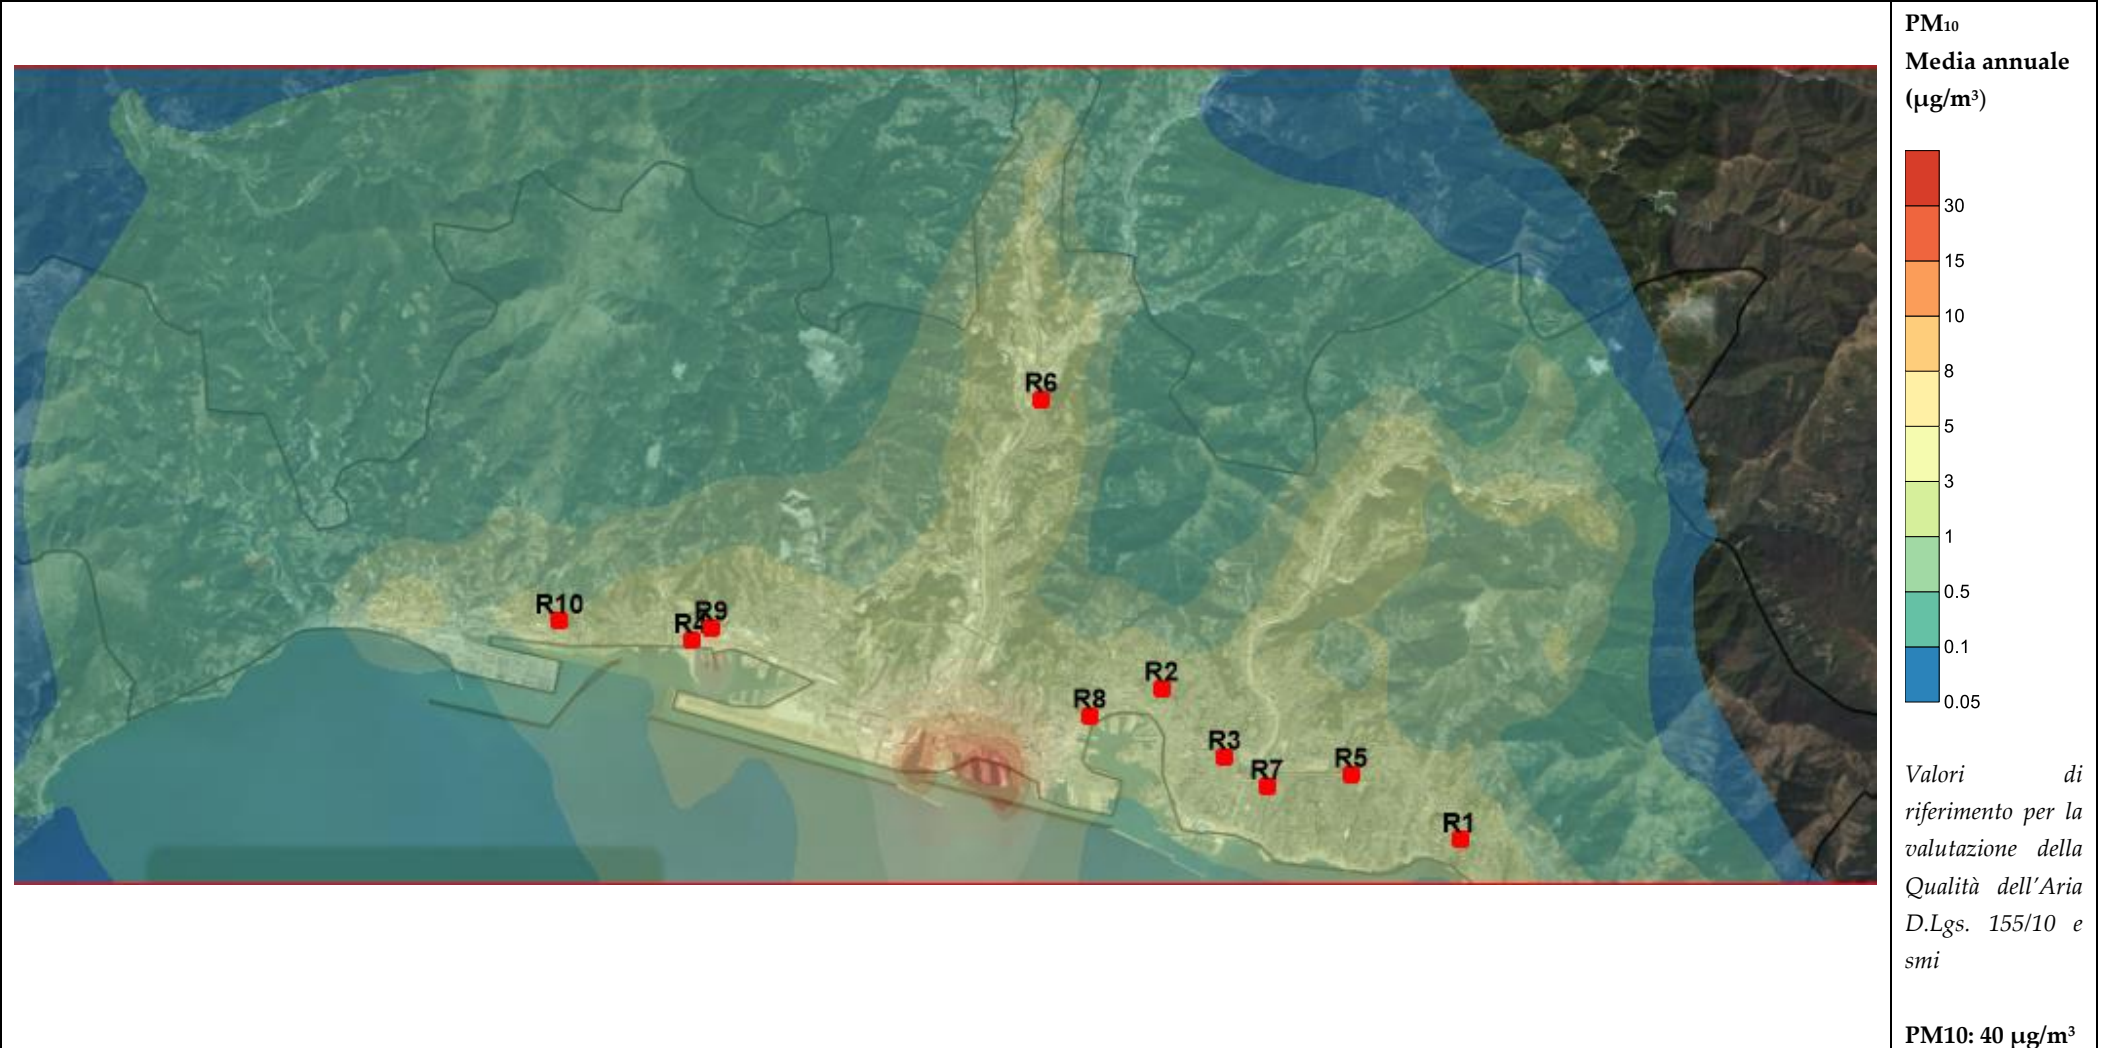 PM₁₀
Media annuale
(µg/m³)
30
15
10
8
5
3
1
0.5
0.1
0.05
R6
R10
R9
R4
R2
R8
R3
R7
R5
R1
Valori di
riferimento per la
valutazione della
Qualità dell'Aria
D.Lgs. 155/10 e
smi
PM10: 40 µg/m³